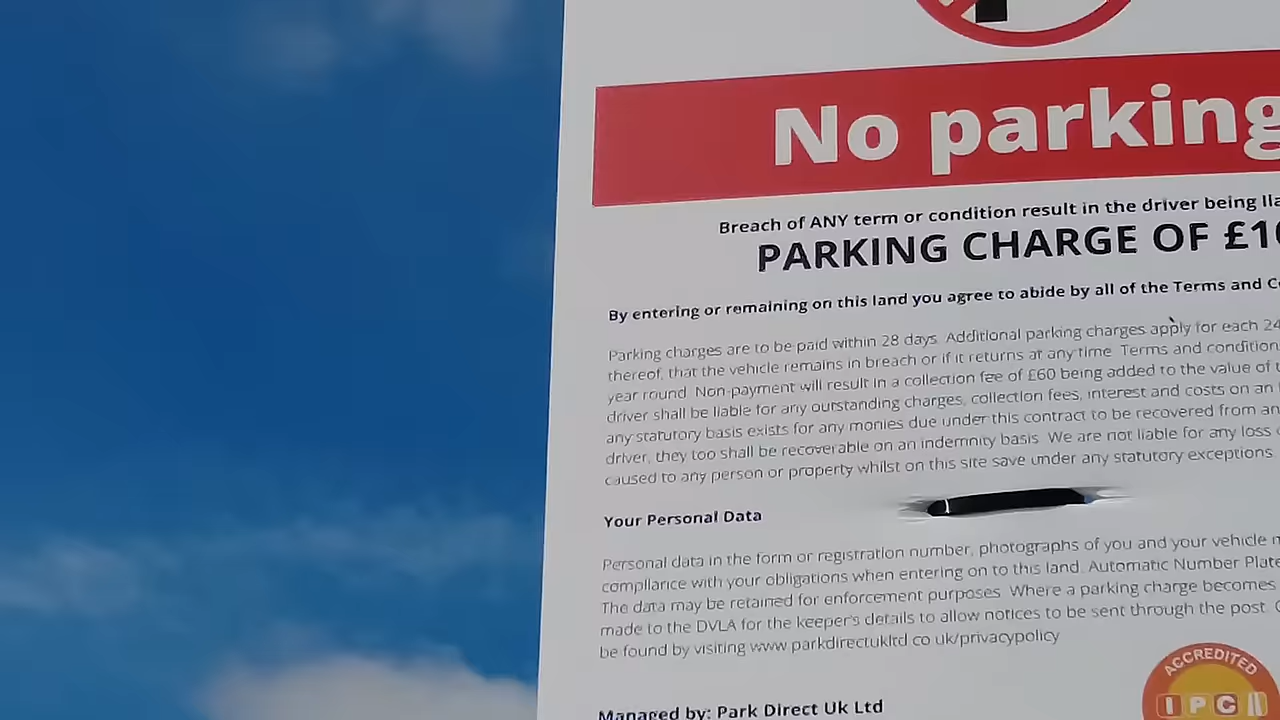 No parking
Breach of ANY term or condition result in the driver being
PARKING CHARGE OF £10
By entering or remaining on this land you agree to abide by all of the Terms and
Parking charges are to be paid within 28 days. Additional parking charges apply for each 24
thereof, that the vehicle remains in breach or if it returns at any time. Terms and condition
year round. Non-payment will result in a collection fee of £60 being added to the value of
driver shall be liable for any outstanding charges, collection fees, interest and costs on an
any statutory basis exists for any monies due under this contract to be recovered from an
driver, they too shall be recoverable on an indemnity basis. We are not liable for any loss
caused to any person or property whilst on this site save under any statutory exceptions.
Your Personal Data
Personal data in the form or registration number, photographs of you and your vehicle
compliance with your obligations when entering on to this land. Automatic Number Plate
The data may be retained for enforcement purposes. Where a parking charge becomes
made to the DVLA for the keeper's details to allow notices to be sent through the post.
be found by visiting www.parkdirectukltd.co.uk/privacypolicy
ACCREDITED
IPC
Managed by: Park Direct Uk Ltd